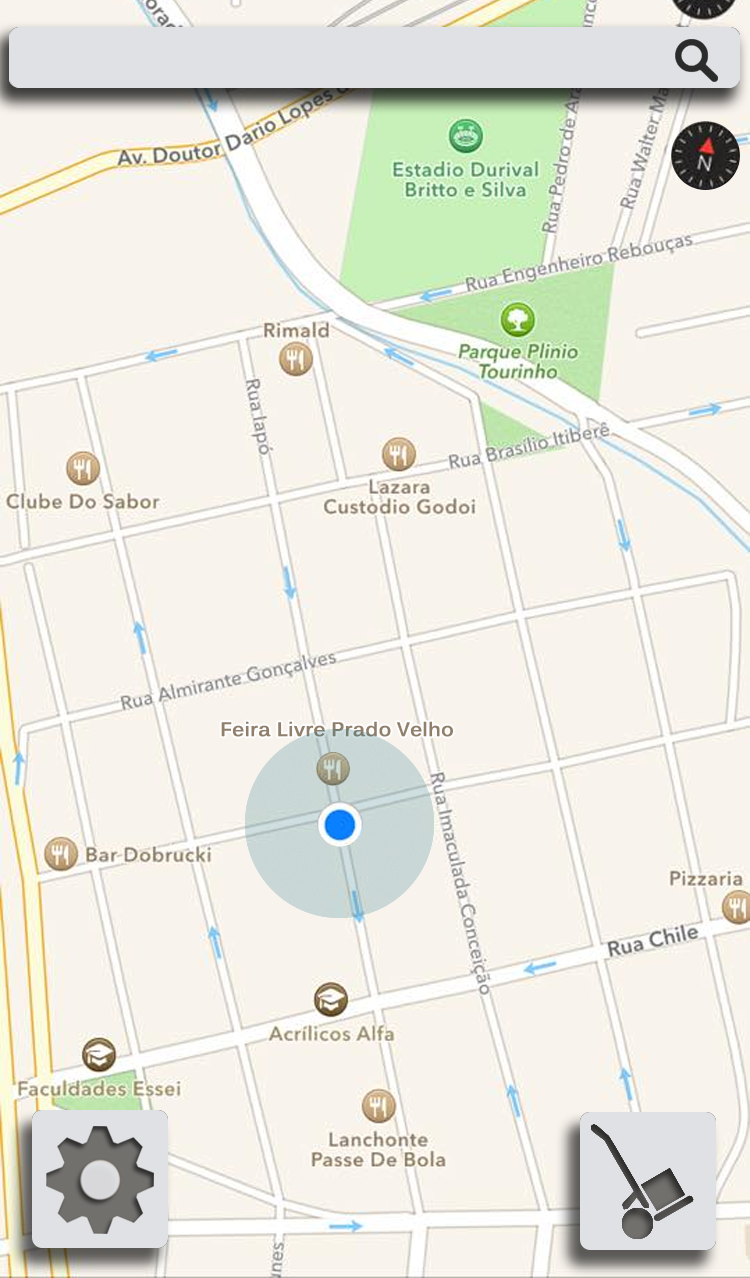 Av. Doutor Dario Lopes
Estadio Durival
Britto e Silva
Rua Pedro de
Rua Walter
N
Rua Engenheiro Rebouças
Rimald
Parque Plinio
Tourinho
Rua Iapó
Rua Brasílio Itiberê
Clube Do Sabor
Lazara
Custodio Godoi
Rua Almirante Gonçalves
Feira Livre Prado Velho
Rua Imaculada Conceição
Bar Dobrucki
Pizzaria
Rua Chile
Acrílicos Alfa
Faculdades Essei
Lanchonte
Passe De Bola